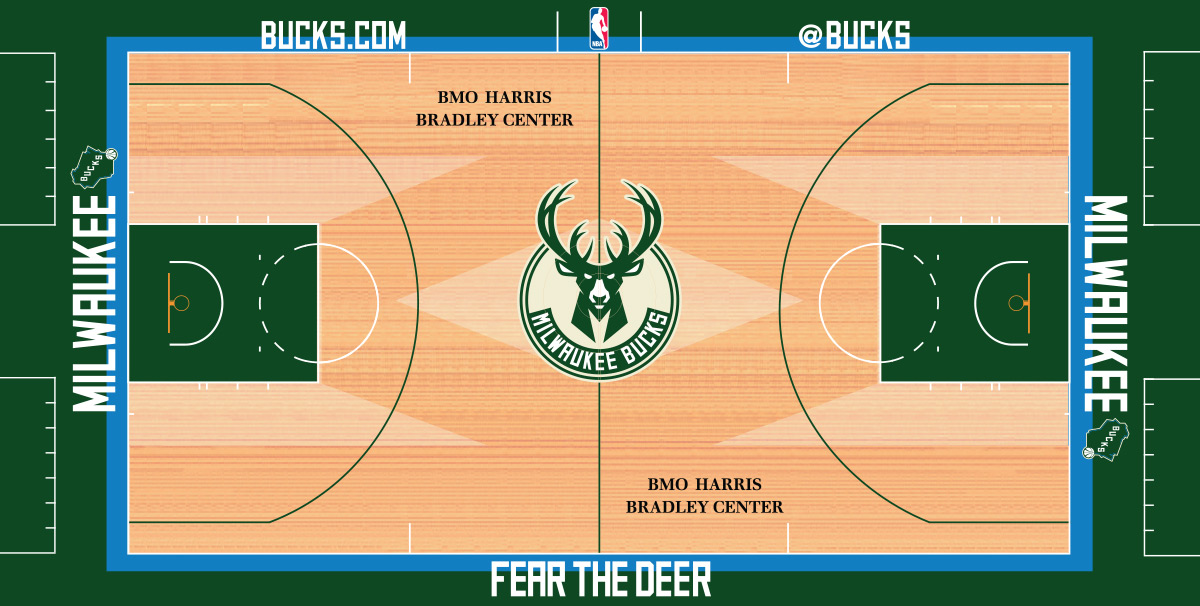 BUCKS.COM
NBA
@BUCKS
BMO HARRIS
BRADLEY CENTER
BUCKS
MILWAUKEE
MILWAUKEE BUCKS
MILWAUKEE
BUCKS
BMO HARRIS
BRADLEY CENTER
FEAR THE DEER